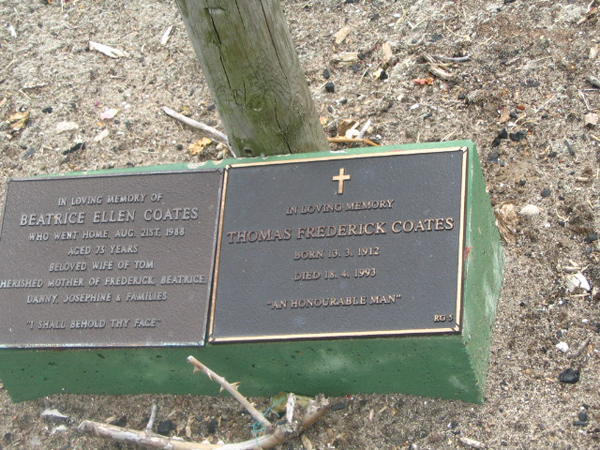 IN LOVING MEMORY OF
BEATRICE ELLEN COATES
WHO WENT HOME, AUG. 21ST, 1988
AGED 73 YEARS
BELOVED WIFE OF TOM
CHERISHED MOTHER OF FREDERICK, BEATRICE,
DANNY, JOSEPHINE & FAMILIES
"I SHALL BEHOLD THY FACE"
IN LOVING MEMORY
THOMAS FREDERICK COATES
BORN 13. 3. 1912
DIED 18. 4. 1993
"AN HONOURABLE MAN"
RG 5